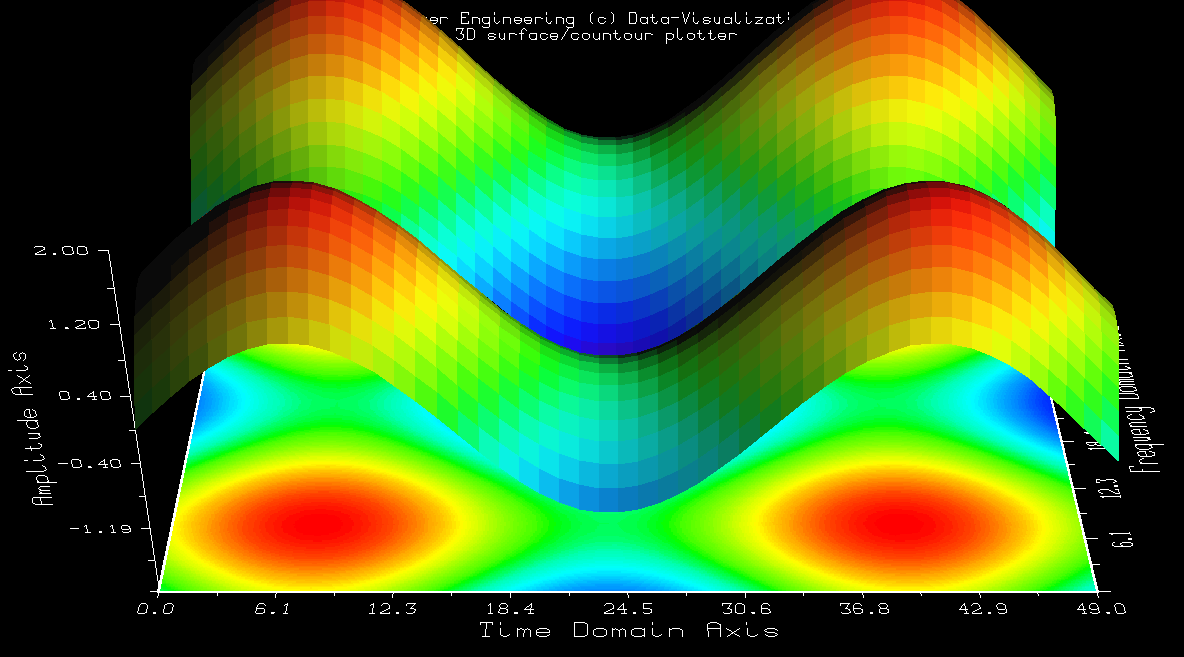 Engineering (c) Data-Visualizati
3D surface/countour plotter
2.00
1.20
0.40
-0.40
-1.19
Amplitude Axis
0.0 6.1 12.3 18.4 24.5 30.6 36.8 42.9 49.0
Time Domain Axis
6.1
12.3
Frequency Domain